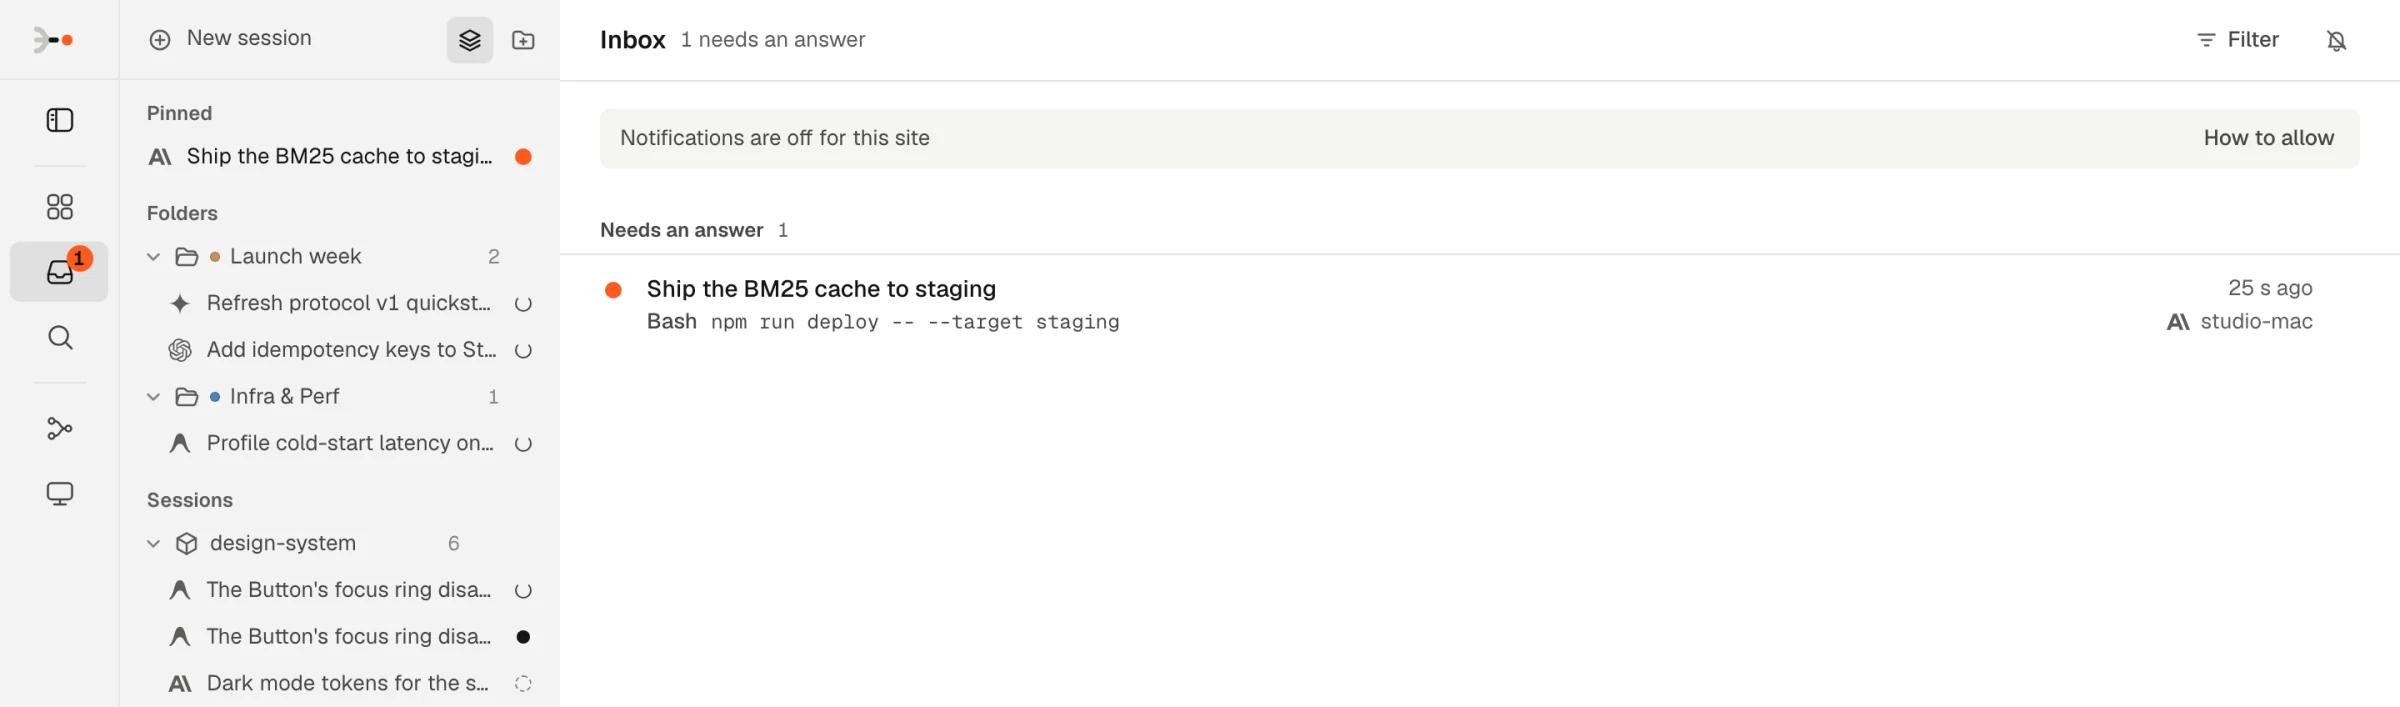 New session
Pinned
Ship the BM25 cache to stagi...
Folders
Launch week 2
Refresh protocol v1 quickst...
Add idempotency keys to St...
Infra & Perf 1
Profile cold-start latency on...
Sessions
design-system 6
The Button's focus ring disa...
The Button's focus ring disa...
Dark mode tokens for the s...
1
Inbox 1 needs an answer
Filter
Notifications are off for this site
How to allow
Needs an answer 1
Ship the BM25 cache to staging
25 s ago
Bash npm run deploy -- --target staging
studio-mac